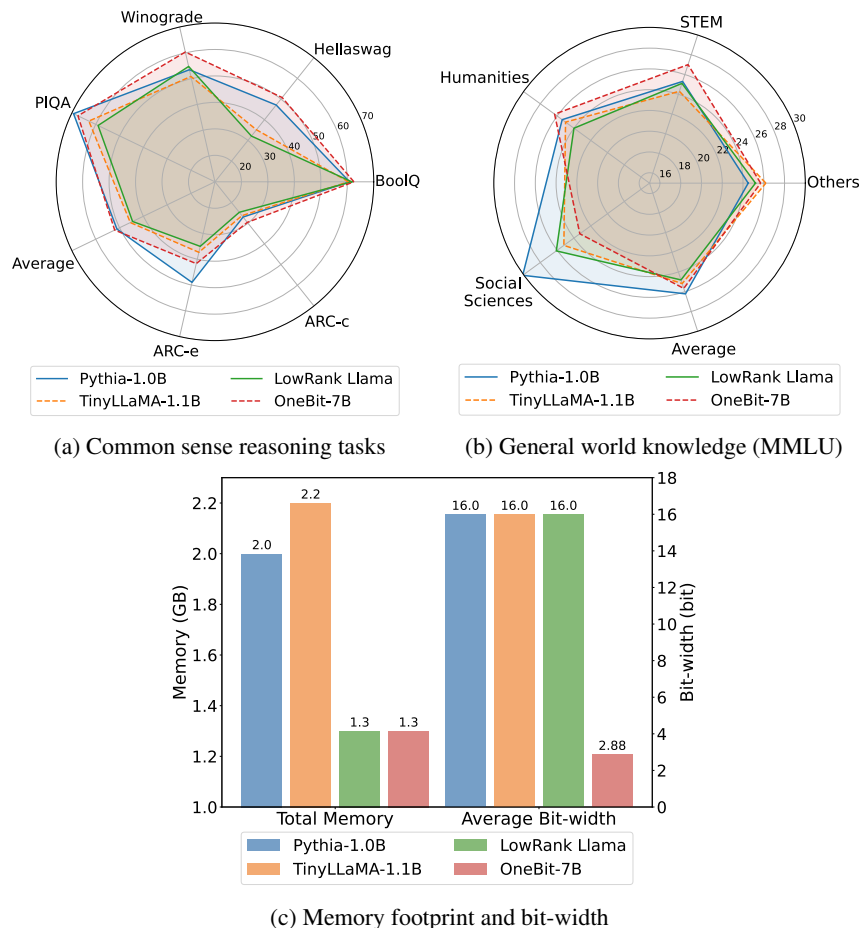 Winograde
Hellaswag
PIQA
BoolQ
Average
ARC-e
ARC-c
20
30
40
50
60
70
Pythia-1.0B
TinyLLaMA-1.1B
LowRank Llama
OneBit-7B
(a) Common sense reasoning tasks
STEM
Humanities
Others
Social
Sciences
Average
16
18
20
22
24
26
28
30
Pythia-1.0B
TinyLLaMA-1.1B
LowRank Llama
OneBit-7B
(b) General world knowledge (MMLU)
Memory (GB)
2.2
2.0
1.8
1.6
1.4
1.2
1.0
2.0
2.2
1.3
1.3
16.0
16.0
16.0
2.88
18
16
14
12
10
8
6
4
2
0
Bit-width (bit)
Total Memory
Average Bit-width
Pythia-1.0B
TinyLLaMA-1.1B
LowRank Llama
OneBit-7B
(c) Memory footprint and bit-width